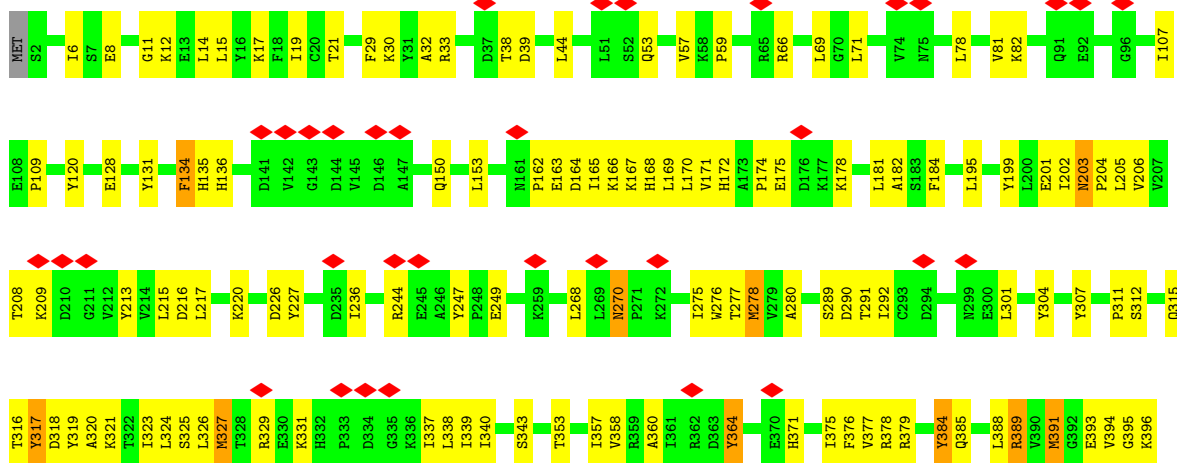 MET S2 I6 S7 E8 G11 K12 E13 L14 L15 Y16 K17 F18 I19 C20 T21 F29 K30 Y31 A32 R33 D37 T38 D39 L44 L51 S52 Q53 V57 K58 P59 R65 R66 L69 G70 L71 V74 N75 L78 V81 K82 Q91 E92 G96 I107
E108 P109 Y120 E128 Y131 F134 H135 H136 D141 V142 G143 D144 V145 D146 A147 Q150 L153 N161 P162 E163 D164 I165 K166 K167 H168 L169 L170 V171 H172 A173 P174 E175 D176 K177 K178 L181 A182 S183 F184 L195 Y199 L200 E201 I202 N203 P204 L205 V206 V207
T208 K209 D210 G211 V212 Y213 V214 L215 D216 L217 K220 D226 Y227 D235 I236 R244 E245 A246 Y247 P248 E249 K259 L268 L269 N270 P271 K272 I275 W276 T277 M278 V279 A280 S289 D290 T291 I292 C293 D294 N299 E300 L301 Y304 Y307 P311 S312 Q315
T316 Y317 D318 Y319 A320 K321 T322 I323 L324 S325 L326 M327 T328 R329 E330 K331 H332 P333 D334 G335 K336 I337 L338 I339 I340 S343 T353 I357 V358 R359 A360 I361 R362 D363 Y364 E370 H371 I375 F376 V377 R378 R379 Y384 Q385 L388 R389 V390 M391 G392 E393 V394 G395 K396